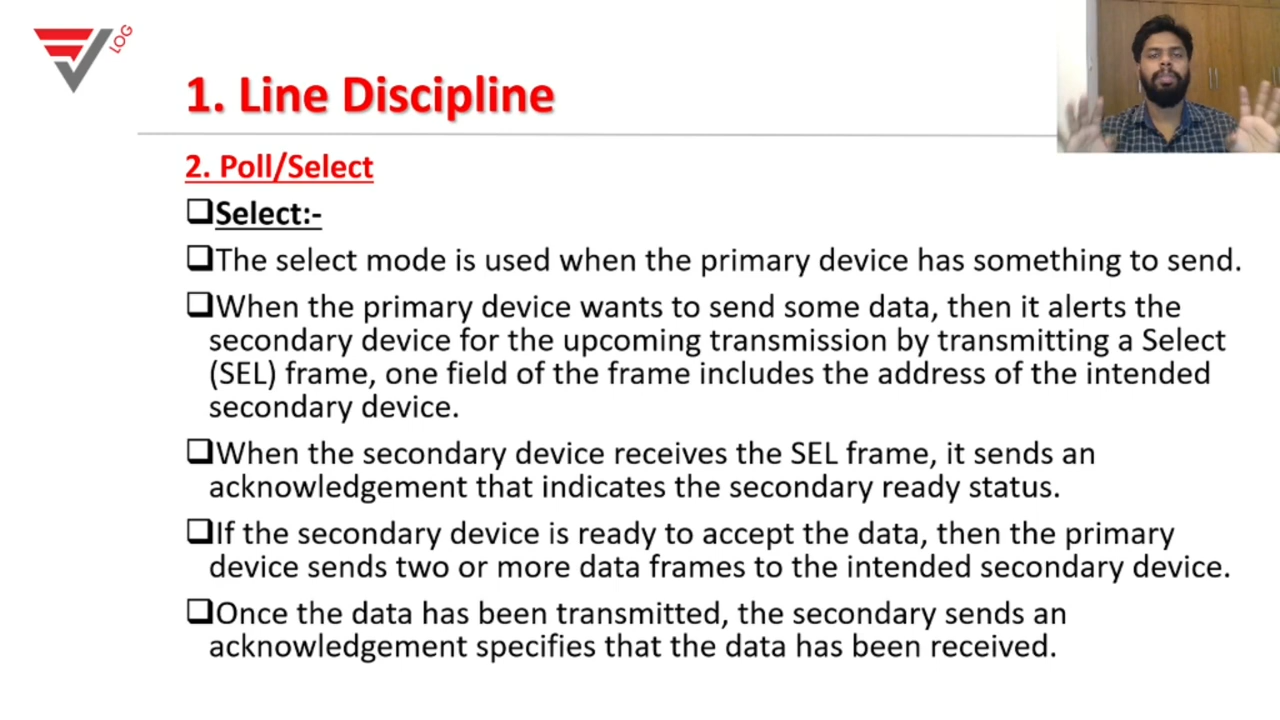 LOG
1. Line Discipline
2. Poll/Select
❑Select:-
❑The select mode is used when the primary device has something to send.
❑When the primary device wants to send some data, then it alerts the
secondary device for the upcoming transmission by transmitting a Select
(SEL) frame, one field of the frame includes the address of the intended
secondary device.
❑When the secondary device receives the SEL frame, it sends an
acknowledgement that indicates the secondary ready status.
❑If the secondary device is ready to accept the data, then the primary
device sends two or more data frames to the intended secondary device.
❑Once the data has been transmitted, the secondary sends an
acknowledgement specifies that the data has been received.